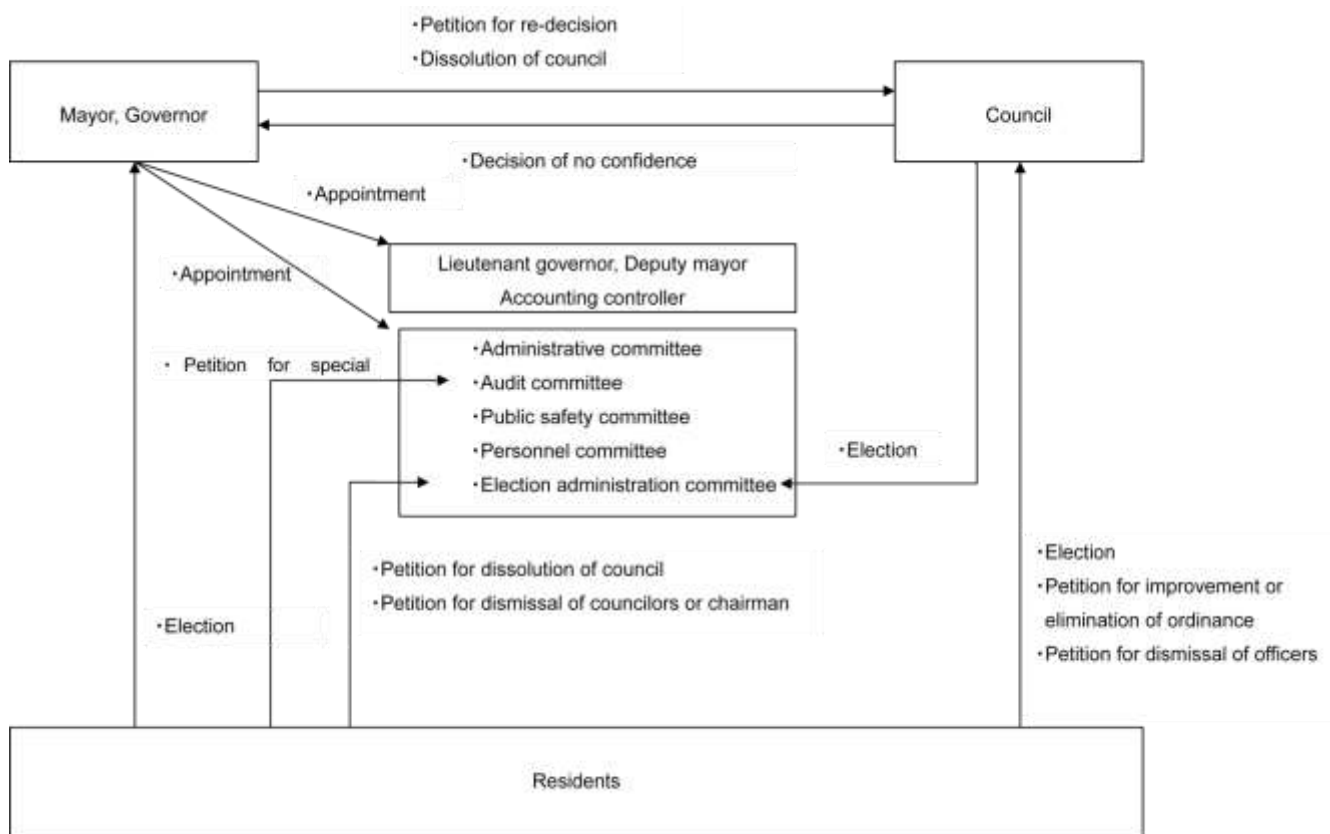 ・Petition for re-decision
・Dissolution of council
Mayor, Governor
Council
・Decision of no confidence
・Appointment
・Appointment
Lieutenant governor, Deputy mayor
Accounting controller
・Petition for special
・Administrative committee
・Audit committee
・Public safety committee
・Personnel committee
・Election administration committee
・Election
・Petition for dissolution of council
・Petition for dismissal of councilors or chairman
・Election
・Election
・Petition for improvement or
elimination of ordinance
・Petition for dismissal of officers
Residents